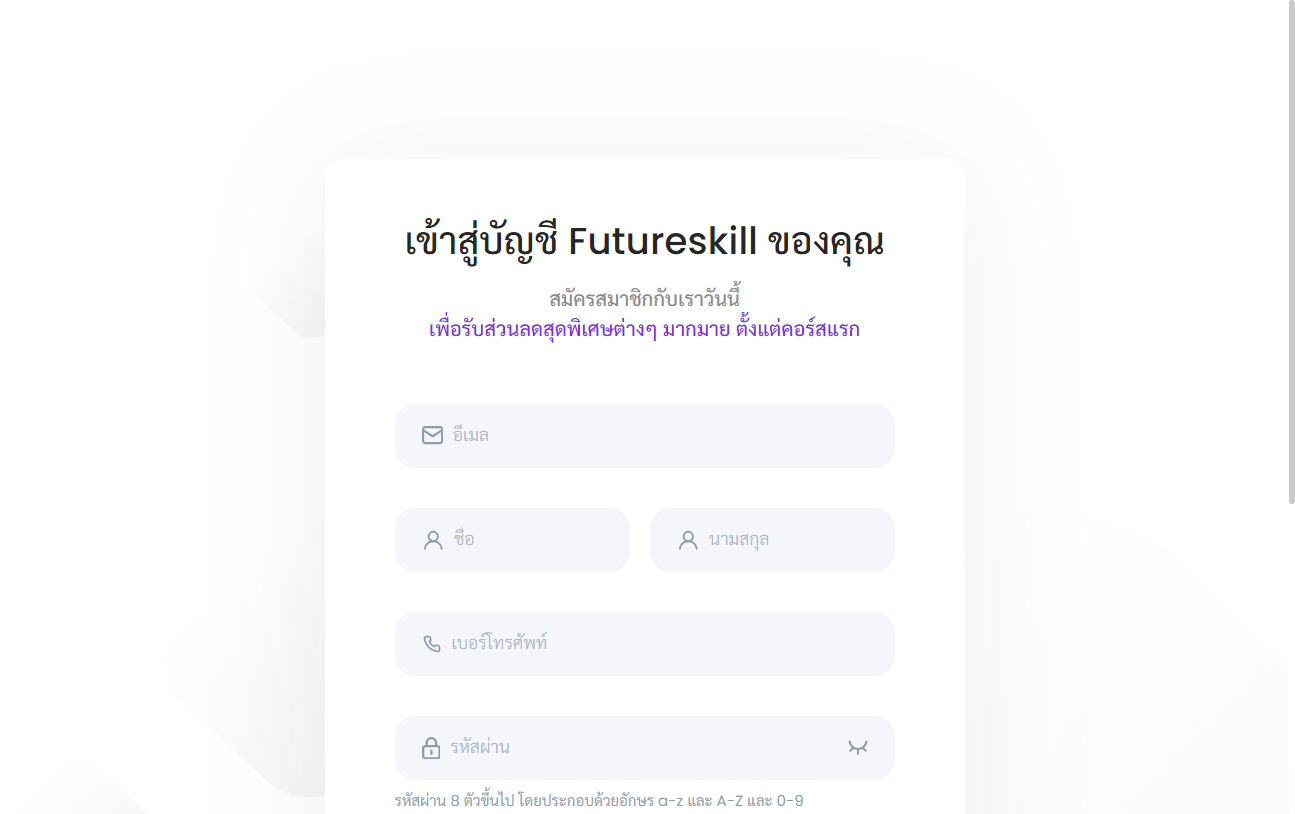 เข้าสู่บัญชี Futureskill ของคุณ
สมัครสมาชิกกับเราวันนี้
เพื่อรับส่วนลดสุดพิเศษต่างๆ มากมาย ตั้งแต่คอร์สแรก
อีเมล
ชื่อ
นามสกุล
เบอร์โทรศัพท์
รหัสผ่าน
รหัสผ่าน 8 ตัวขึ้นไป โดยประกอบด้วยอักษร a-z และ A-Z และ 0-9